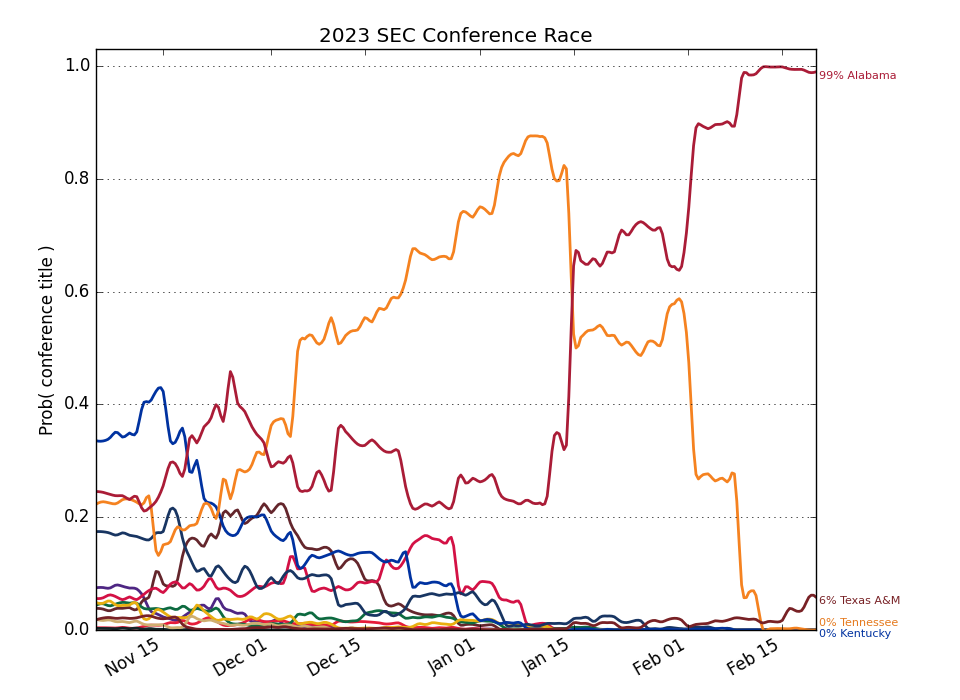 2023 SEC Conference Race
Prob( conference title )
1.0
0.8
0.6
0.4
0.2
0.0
99% Alabama
6% Texas A&M
0% Tennessee
0% Kentucky
Nov 15
Dec 01
Dec 15
Jan 01
Jan 15
Feb 01
Feb 15